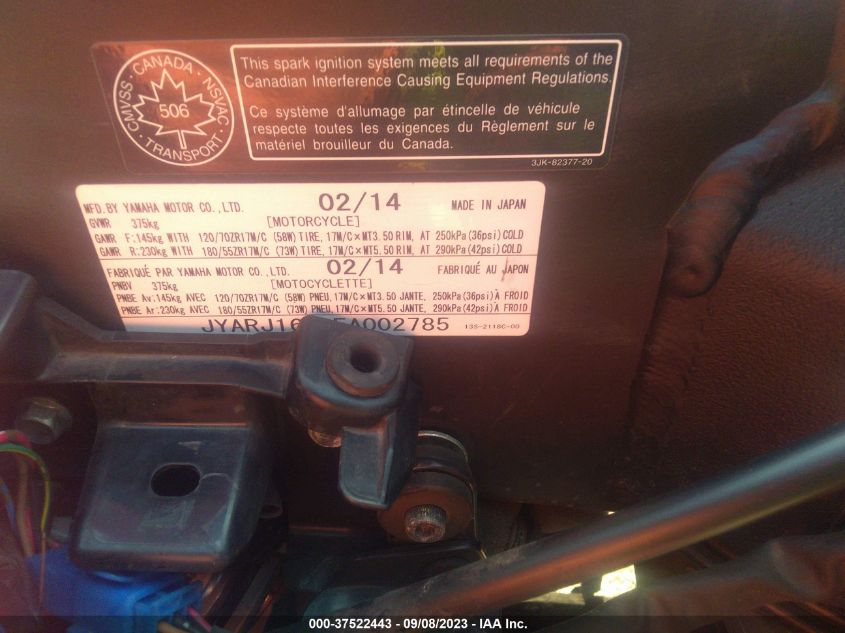 CANADA
CMVSS · NSVAC
506
TRANSPORT
This spark ignition system meets all requirements of the
Canadian Interference Causing Equipment Regulations.
Ce système d'allumage par étincelle de véhicule
respecte toutes les exigences du Règlement sur le
matériel brouilleur du Canada.
3JK-82377-20
MFD.BY YAMAHA MOTOR CO.,LTD. 02/14 MADE IN JAPAN
GVWR 375kg [MOTORCYCLE]
GAWR F:145kg WITH 120/70ZR17M/C (58W) TIRE, 17M/C×MT3.50 RIM, AT 250kPa(36psi)COLD
GAWR R:230kg WITH 180/55ZR17M/C (73W) TIRE, 17M/C×MT5.50 RIM, AT 290kPa(42psi)COLD
FABRIQUÉ PAR YAMAHA MOTOR CO.,LTD. 02/14 FABRIQUÉ AU JAPON
PNBV 375kg [MOTOCYCLETTE]
PNBE Av:145kg AVEC 120/70ZR17M/C (58W) PNEU,17M/C×MT3.50 JANTE, 250kPa(36psi)À FROID
PNBE Ar:230kg AVEC 180/55ZR17M/C (73W) PNEU,17M/C×MT5.50 JANTE, 290kPa(42psi)À FROID
JYARJ16 A002785 13S-2118C-00
000-37522443 - 09/08/2023 - IAA Inc.